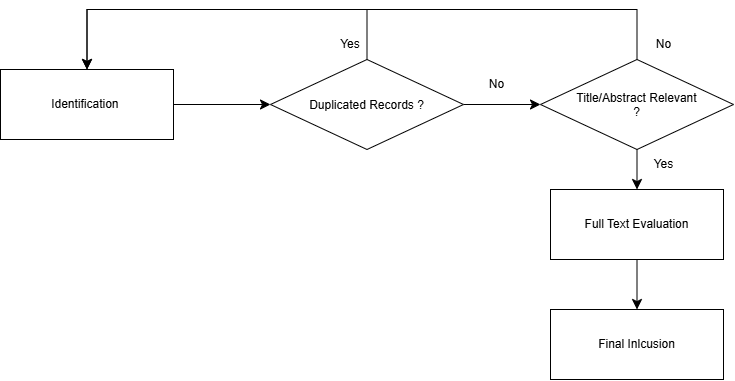 Yes
No
No
Identification
Duplicated Records ?
Title/Abstract Relevant
?
Yes
Full Text Evaluation
Final Inlcusion